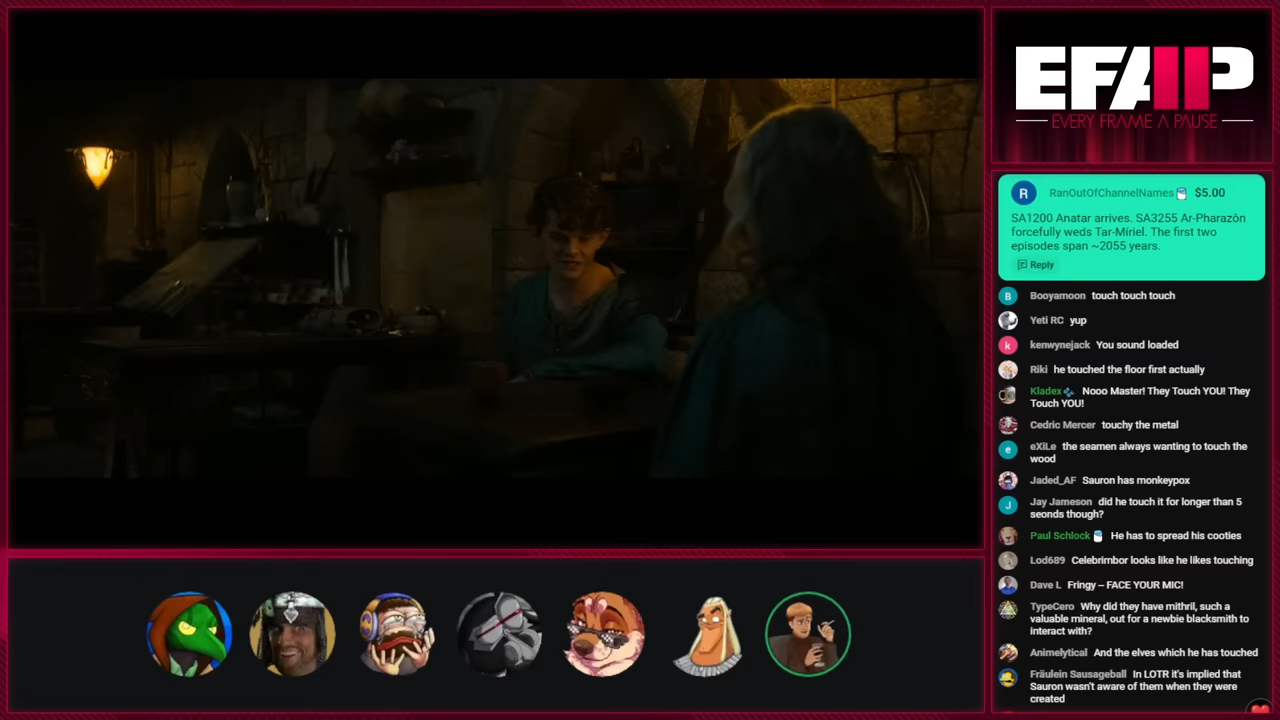 EFAP
EVERY FRAME A PAUSE
R
RanOutOfChannelNames $5.00
SA1200 Anatar arrives. SA3255 Ar-Pharazôn
forcefully weds Tar-Míriel. The first two
episodes span ~2055 years.
Reply
B Booyamoon touch touch touch
Yeti RC yup
k kenwynejack You sound loaded
Riki he touched the floor first actually
Kladex Nooo Master! They Touch YOU! They
Touch YOU!
Cedric Mercer touchy the metal
e eXiLe the seamen always wanting to touch the
wood
Jaded_AF Sauron has monkeypox
J Jay Jameson did he touch it for longer than 5
seonds though?
Paul Schlock He has to spread his cooties
Lod689 Celebrimbor looks like he likes touching
Dave L Fringy – FACE YOUR MIC!
TypeCero Why did they have mithril, such a
valuable mineral, out for a newbie blacksmith to
interact with?
Animelytical And the elves which he has touched
Fräulein Sausageball In LOTR it's implied that
Sauron wasn't aware of them when they were
created